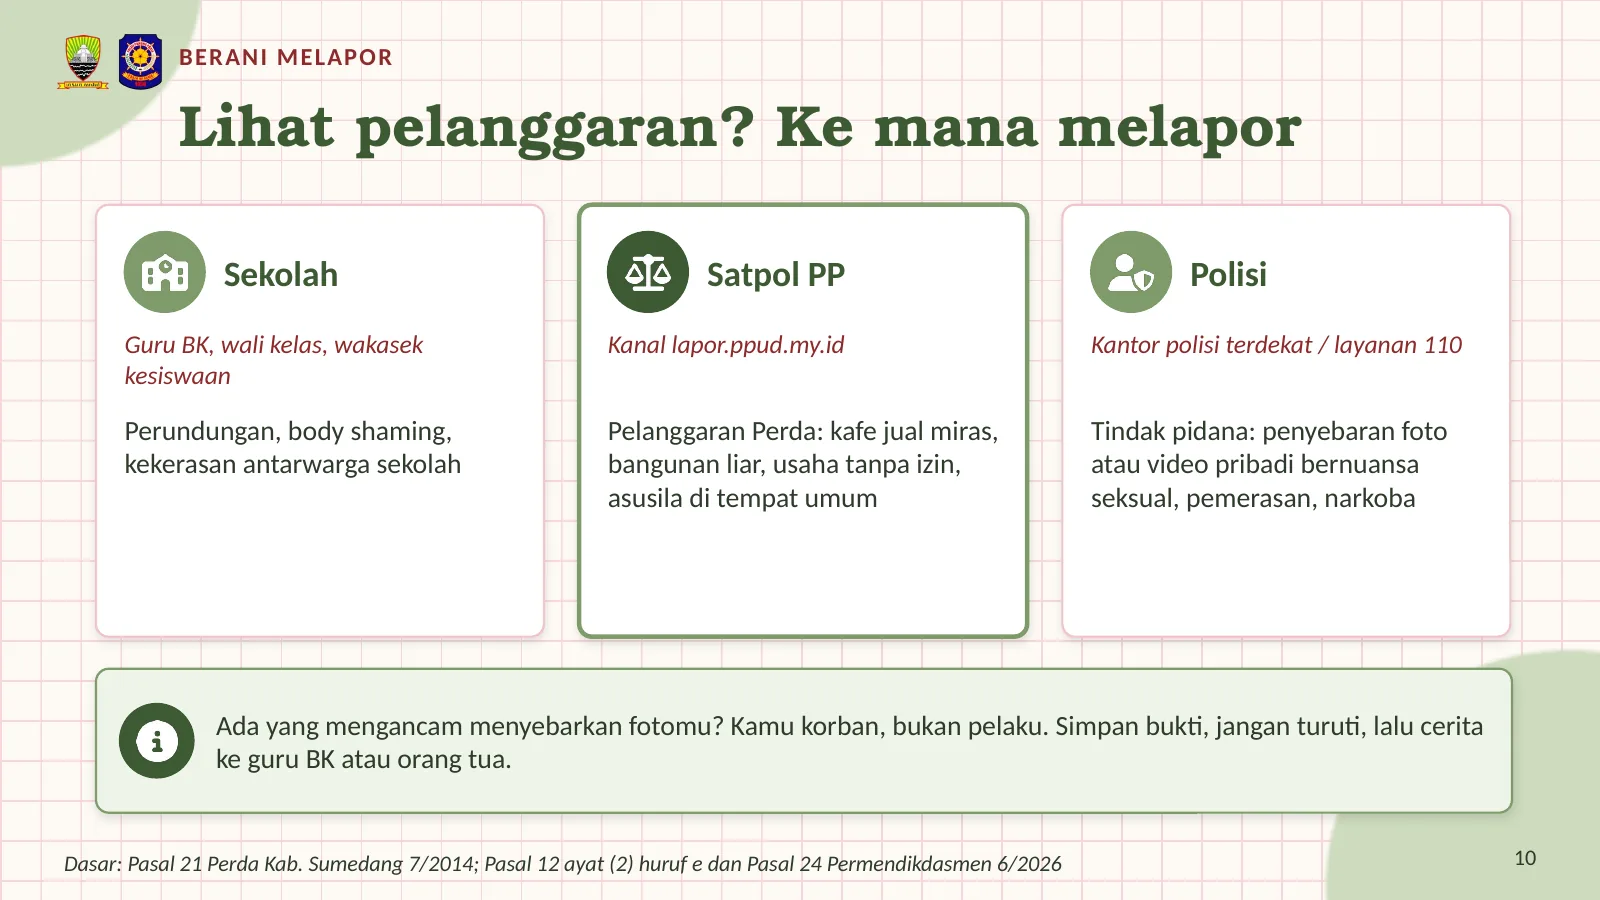 BERANI MELAPOR
Lihat pelanggaran? Ke mana melapor
Sekolah
Guru BK, wali kelas, wakasek
kesiswaan
Perundungan, body shaming,
kekerasan antarwarga sekolah
Satpol PP
Kanal lapor.ppud.my.id
Pelanggaran Perda: kafe jual miras,
bangunan liar, usaha tanpa izin,
asusila di tempat umum
Polisi
Kantor polisi terdekat / layanan 110
Tindak pidana: penyebaran foto
atau video pribadi bernuansa
seksual, pemerasan, narkoba
Ada yang mengancam menyebarkan fotomu? Kamu korban, bukan pelaku. Simpan bukti, jangan turuti, lalu cerita
ke guru BK atau orang tua.
Dasar: Pasal 21 Perda Kab. Sumedang 7/2014; Pasal 12 ayat (2) huruf e dan Pasal 24 Permendikdasmen 6/2026
10